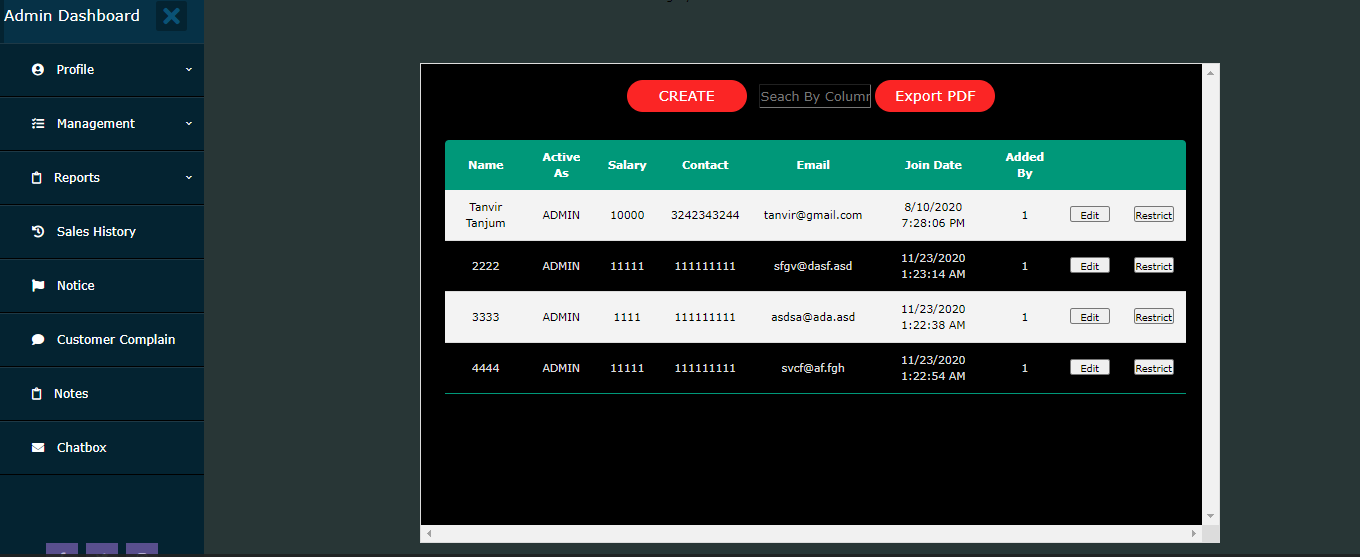 Admin Dashboard
Profile
Management
Reports
Sales History
Notice
Customer Complain
Notes
Chatbox
CREATE Seach By Column Export PDF
Name Active As Salary Contact Email Join Date Added By
Tanvir Tanjum ADMIN 10000 3242343244 tanvir@gmail.com 8/10/2020 7:28:06 PM 1 Edit Restrict
2222 ADMIN 11111 111111111 sfgv@dasf.asd 11/23/2020 1:23:14 AM 1 Edit Restrict
3333 ADMIN 1111 111111111 asdsa@ada.asd 11/23/2020 1:22:38 AM 1 Edit Restrict
4444 ADMIN 11111 111111111 svcf@af.fgh 11/23/2020 1:22:54 AM 1 Edit Restrict